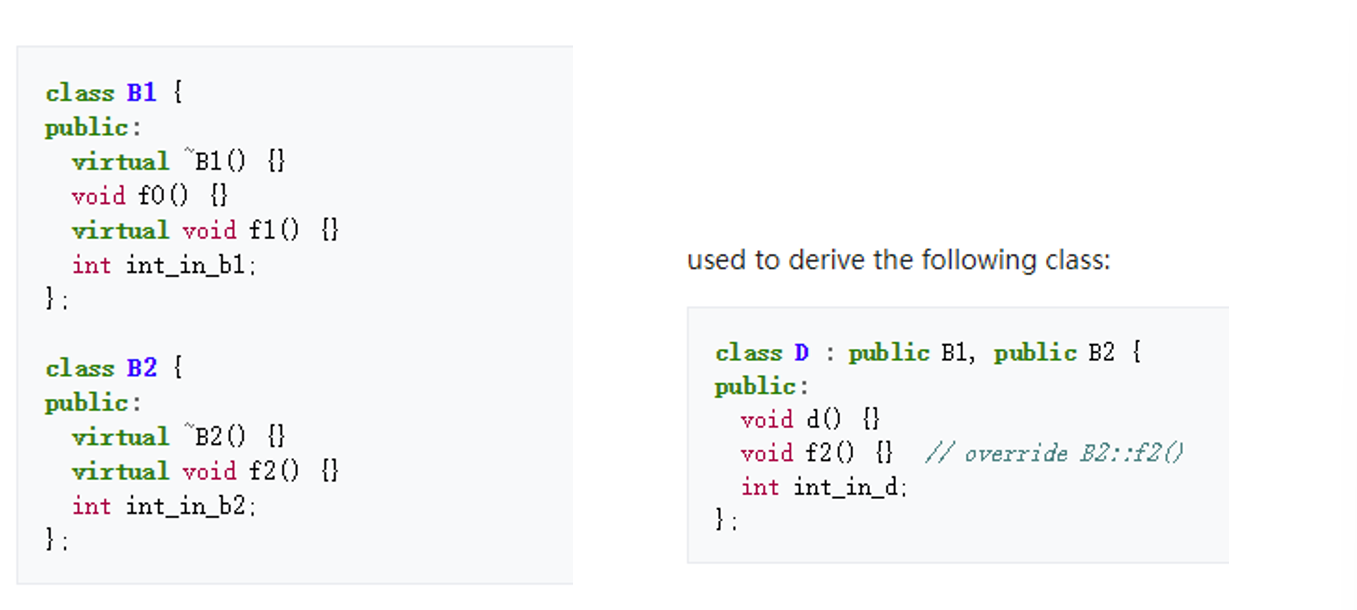 class B1 {
public:
  virtual ~B1() {}
  void f0() {}
  virtual void f1() {}
  int int_in_b1;
};
class B2 {
public:
  virtual ~B2() {}
  virtual void f2() {}
  int int_in_b2;
};
used to derive the following class:
class D : public B1, public B2 {
public:
  void d() {}
  void f2() {}  // override B2::f2()
  int int_in_d;
};